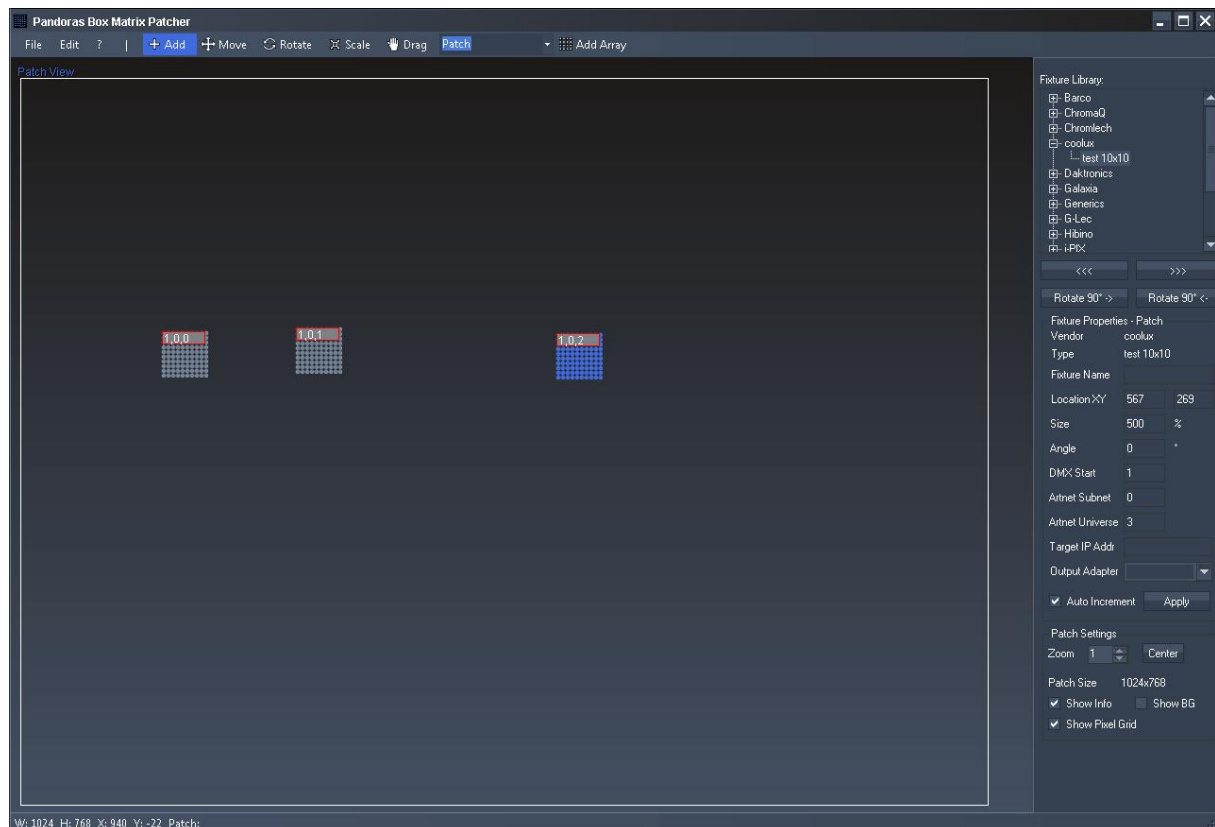 Pandoras Box Matrix Patcher
File Edit ? | + Add Move Rotate Scale Drag Patch Add Array
Patch View
1,0,0
1,0,1
1,0,2
Fixture Library:
Barco
ChromaQ
Chromlech
coolux
test 10x10
Daktronics
Galaxia
Generics
G-Lec
Hibino
i-PIX
<<< >>>
Rotate 90° -> Rotate 90° <-
Fixture Properties - Patch
Vendor coolux
Type test 10x10
Fixture Name
Location XY 567 269
Size 500 %
Angle 0 °
DMX Start 1
Artnet Subnet 0
Artnet Universe 3
Target IP Addr
Output Adapter
Auto Increment Apply
Patch Settings
Zoom 1 Center
Patch Size 1024x768
Show Info Show BG
Show Pixel Grid
W: 1024 H: 768 X: 940 Y: -22 Patch: